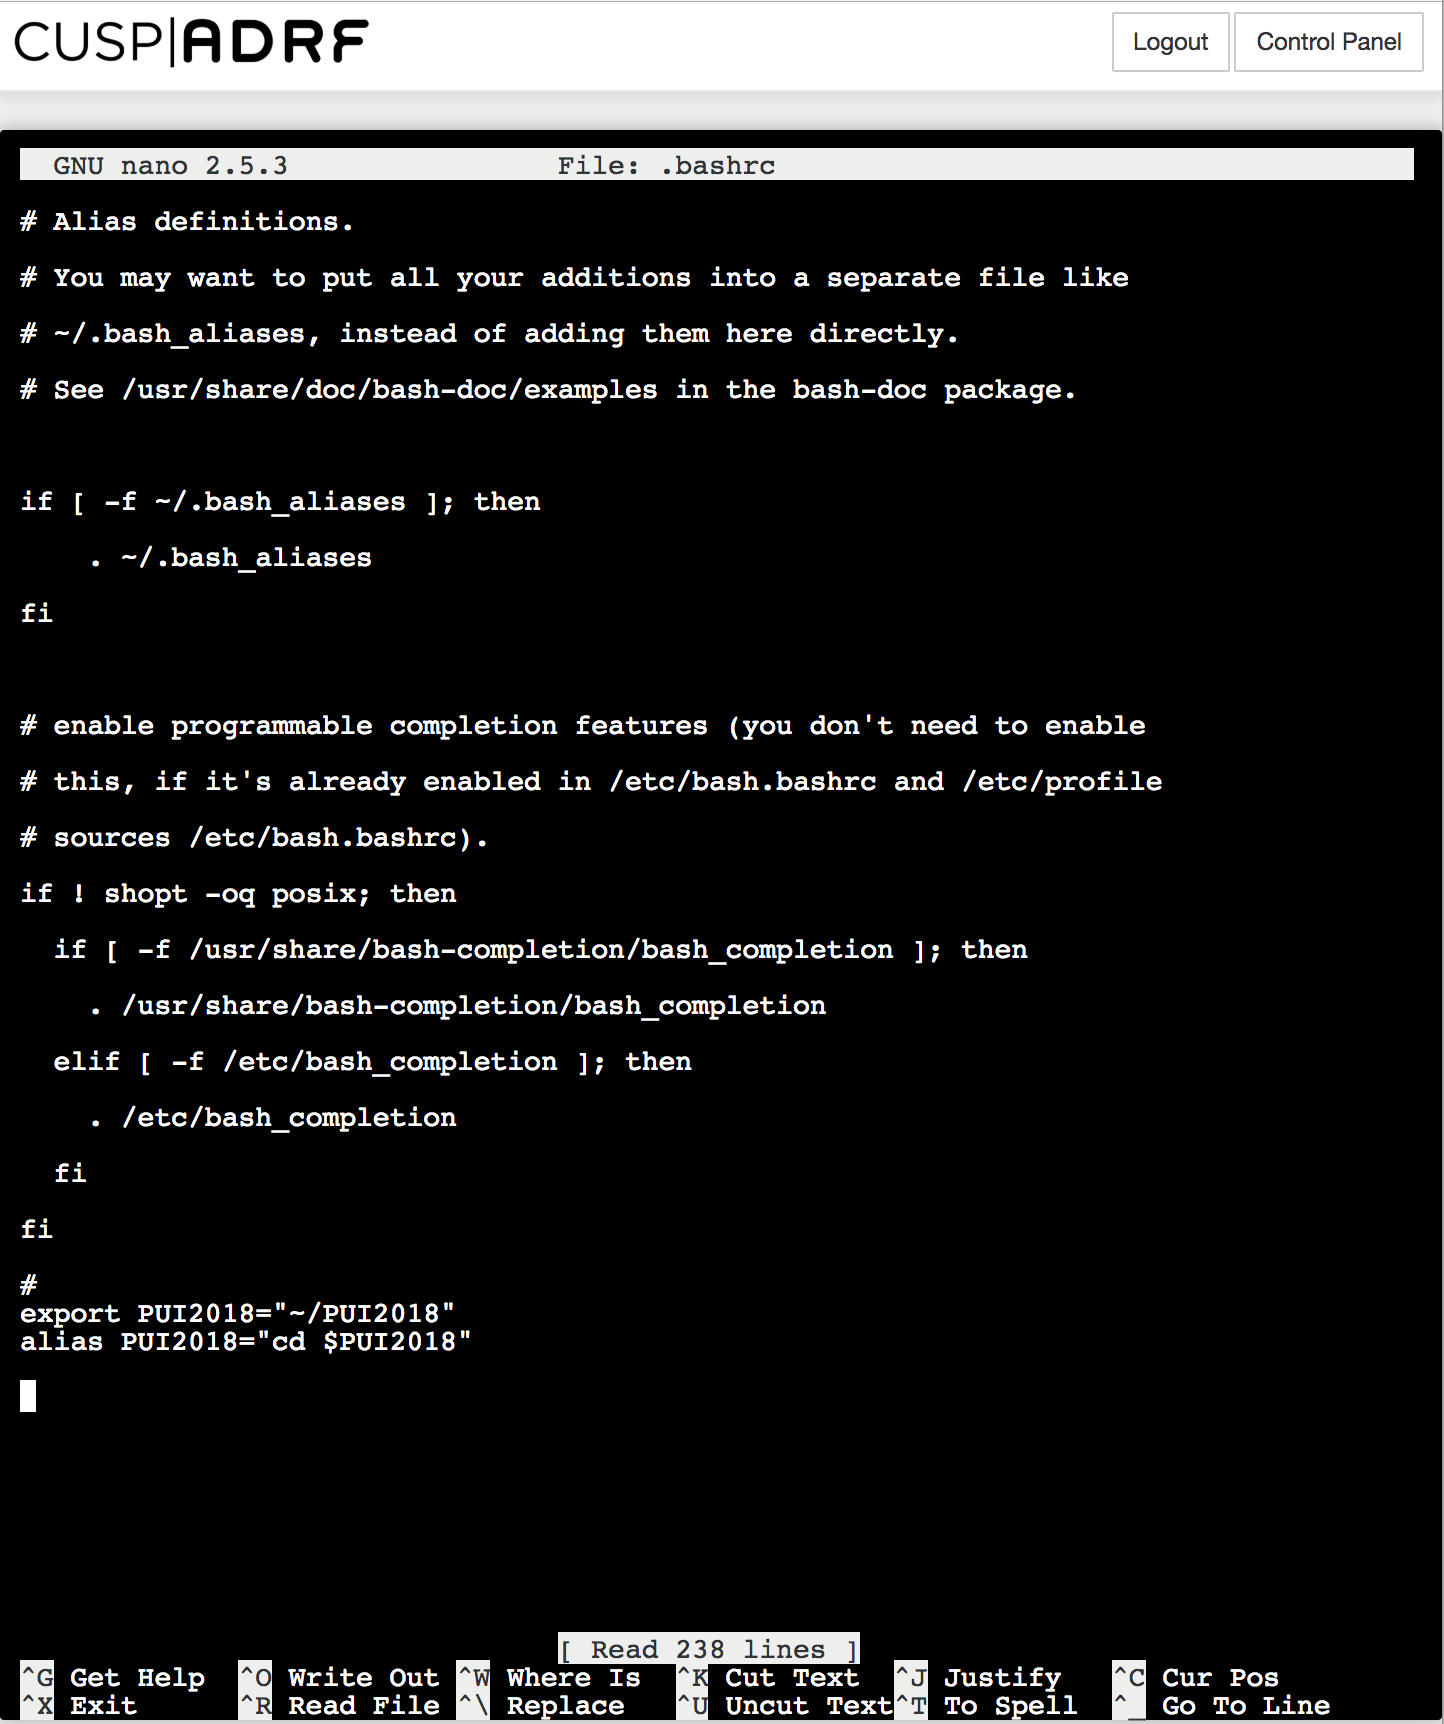 CUSP|ADRF
Logout Control Panel
GNU nano 2.5.3 File: .bashrc
# Alias definitions.
# You may want to put all your additions into a separate file like
# ~/.bash_aliases, instead of adding them here directly.
# See /usr/share/doc/bash-doc/examples in the bash-doc package.
if [ -f ~/.bash_aliases ]; then
    . ~/.bash_aliases
fi
# enable programmable completion features (you don't need to enable
# this, if it's already enabled in /etc/bash.bashrc and /etc/profile
# sources /etc/bash.bashrc).
if ! shopt -oq posix; then
  if [ -f /usr/share/bash-completion/bash_completion ]; then
    . /usr/share/bash-completion/bash_completion
  elif [ -f /etc/bash_completion ]; then
    . /etc/bash_completion
  fi
fi
#
export PUI2018="~/PUI2018"
alias PUI2018="cd $PUI2018"
[ Read 238 lines ]
^G Get Help ^O Write Out ^W Where Is ^K Cut Text ^J Justify ^C Cur Pos
^X Exit ^R Read File ^\ Replace ^U Uncut Text ^T To Spell ^_ Go To Line